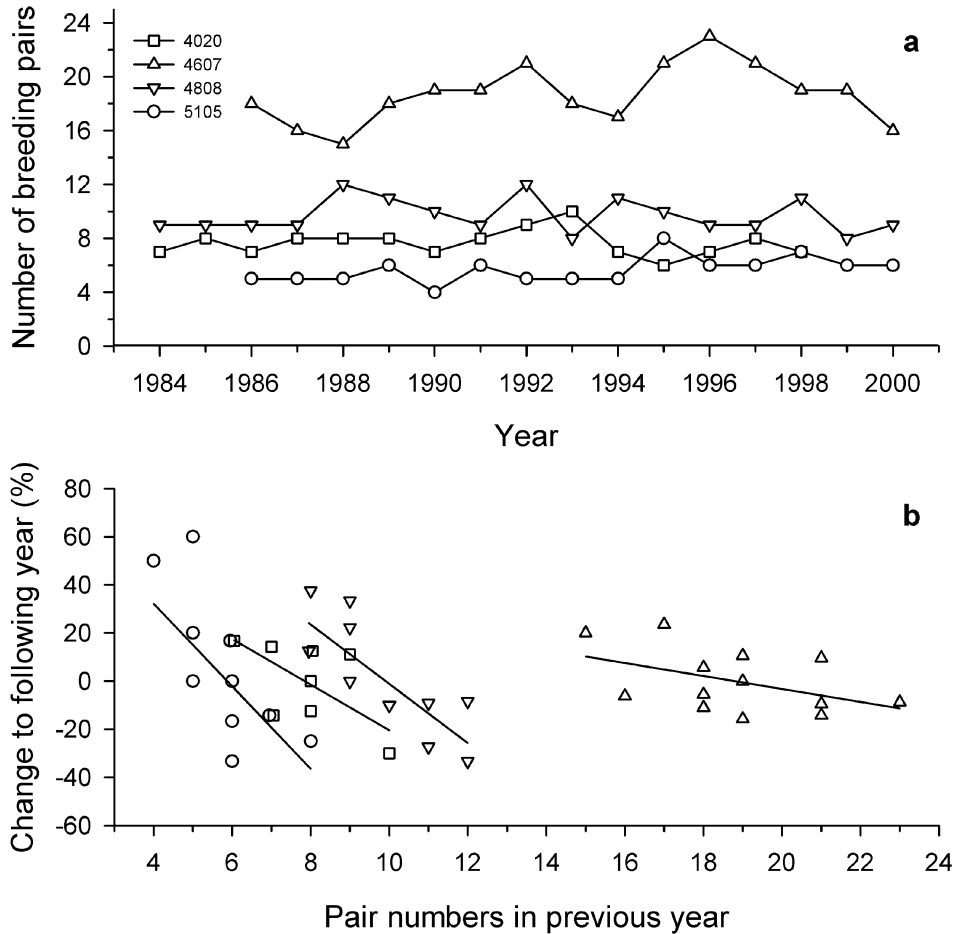 a
24
20
16
12
8
4
0
Number of breeding pairs
4020
4607
4808
5105
1984 1986 1988 1990 1992 1994 1996 1998 2000
Year
b
80
60
40
20
0
-20
-40
-60
Change to following year (%)
4 6 8 10 12 14 16 18 20 22 24
Pair numbers in previous year